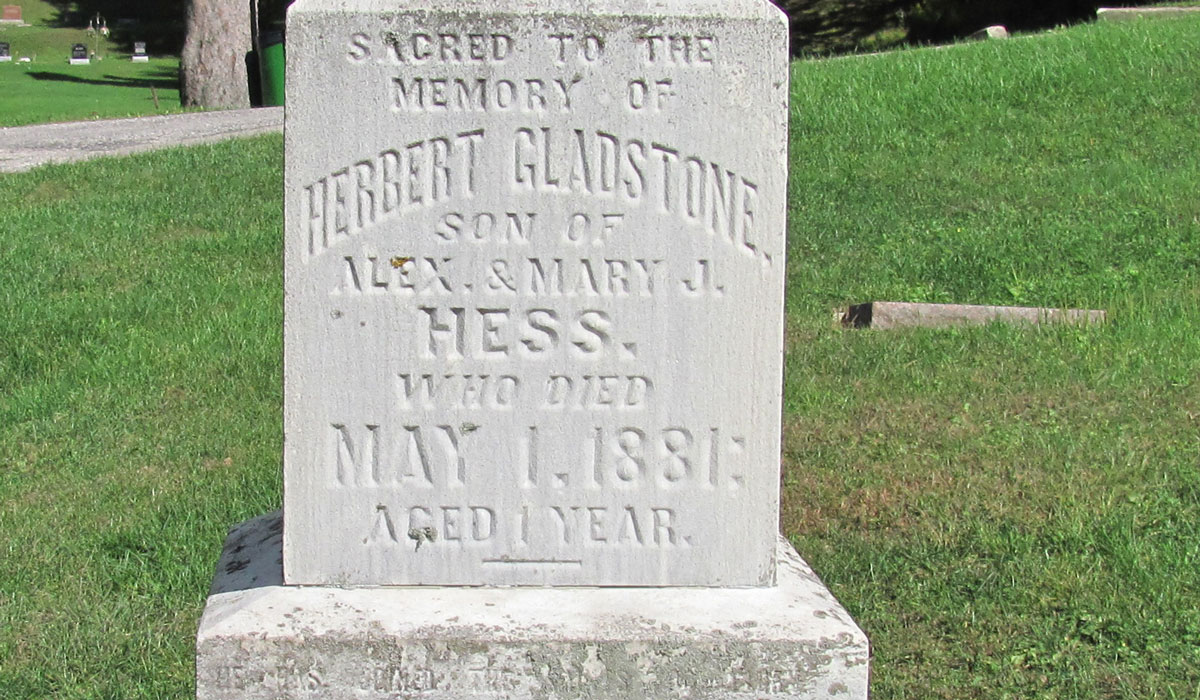 SACRED TO THE
MEMORY OF
HERBERT GLADSTONE,
SON OF
ALEX. & MARY J.
HESS.
WHO DIED
MAY 1, 1881:
AGED 1 YEAR.
THE